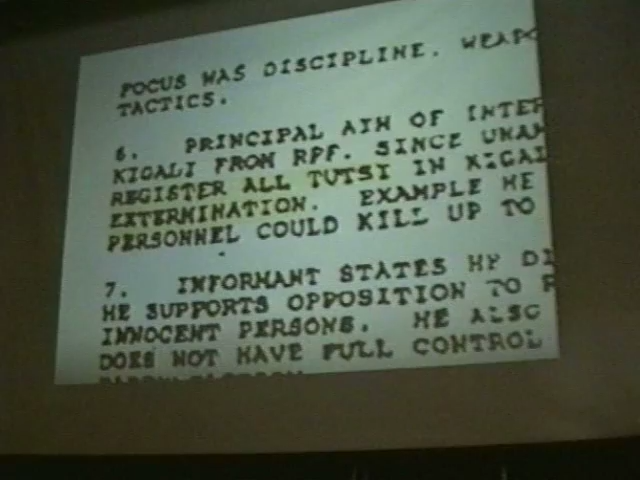 FOCUS WAS DISCIPLINE. WEAPO
TACTICS.
6. PRINCIPAL AIM OF INTER
KIGALI FROM RPF. SINCE UNAM
REGISTER ALL TUTSI IN KIGAL
EXTERMINATION. EXAMPLE HE
PERSONNEL COULD KILL UP TO
7. INFORMANT STATES HE DI
HE SUPPORTS OPPOSITION TO R
INNOCENT PERSONS. HE ALSO
DOES NOT HAVE FULL CONTROL